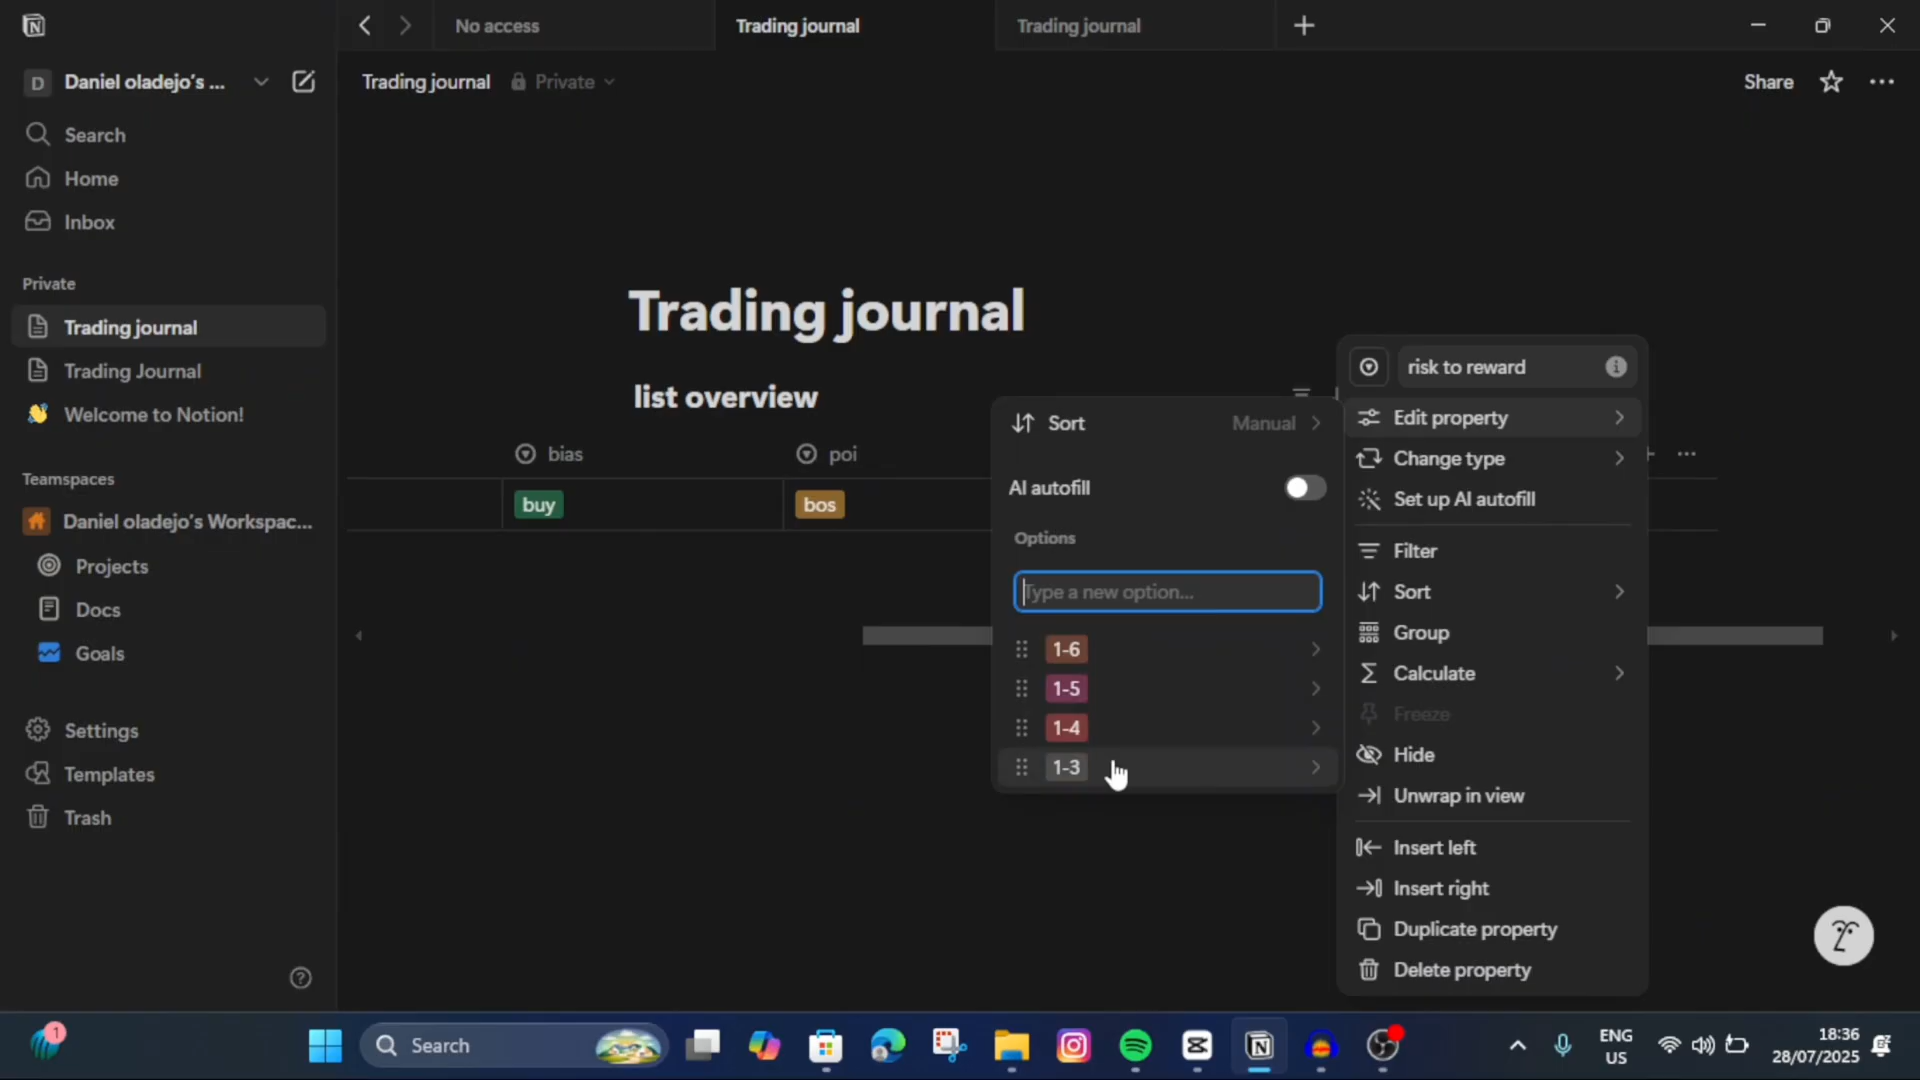 No access
Trading journal
Trading journal
D Daniel oladejo's ...
Trading journal Private
Share
Search
Home
Inbox
Private
Trading journal
Trading Journal
Welcome to Notion!
Teamspaces
Daniel oladejo's Workspac...
Projects
Docs
Goals
Settings
Templates
Trash
Trading journal
list overview
bias
poi
buy
bos
Sort Manual
AI autofill
Options
Type a new option...
1-6
1-5
1-4
1-3
risk to reward
Edit property
Change type
Set up AI autofill
Filter
Sort
Group
Calculate
Freeze
Hide
Unwrap in view
Insert left
Insert right
Duplicate property
Delete property
1
Search
ENG
US
18:36
28/07/2025